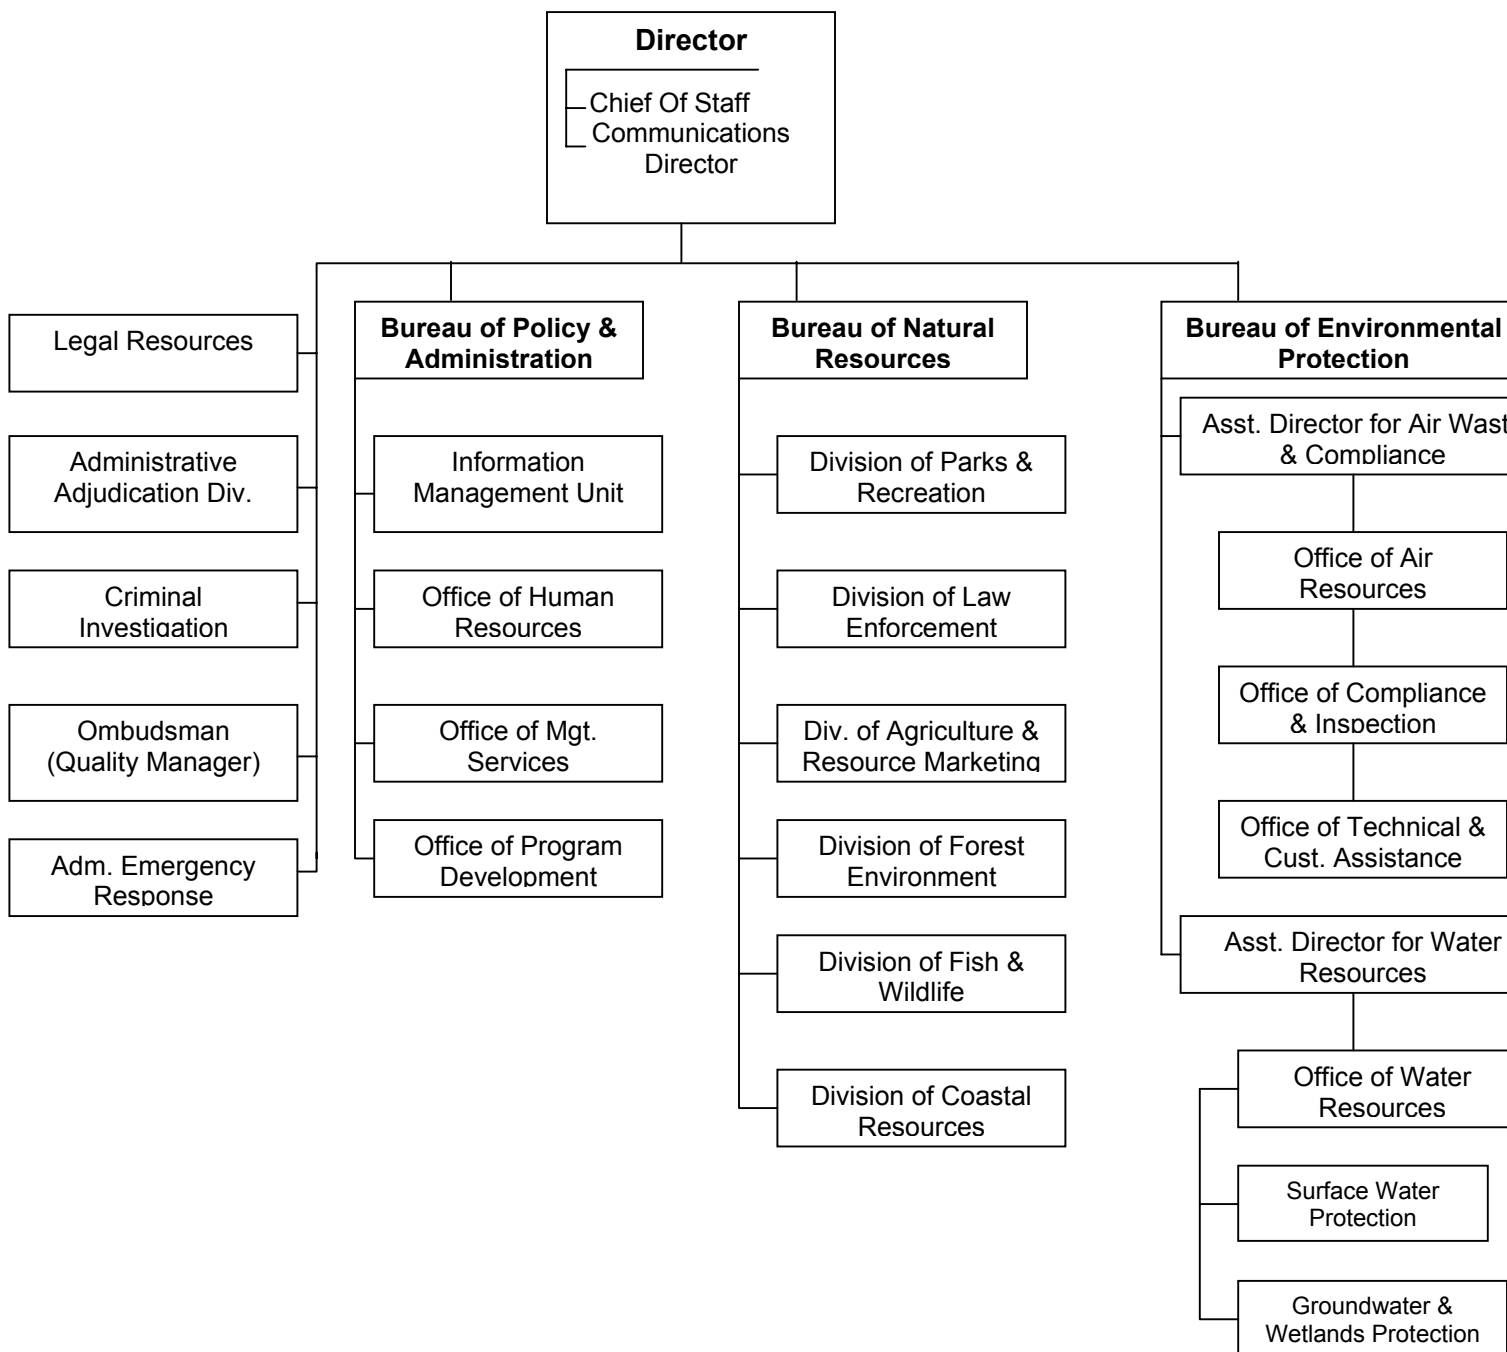 Director
Chief Of Staff
Communications
Director
Legal Resources
Administrative
Adjudication Div.
Criminal
Investigation
Ombudsman
(Quality Manager)
Adm. Emergency
Response
Bureau of Policy &
Administration
Information
Management Unit
Office of Human
Resources
Office of Mgt.
Services
Office of Program
Development
Bureau of Natural
Resources
Division of Parks &
Recreation
Division of Law
Enforcement
Div. of Agriculture &
Resource Marketing
Division of Forest
Environment
Division of Fish &
Wildlife
Division of Coastal
Resources
Bureau of Environmental
Protection
Asst. Director for Air Wast
& Compliance
Office of Air
Resources
Office of Compliance
& Inspection
Office of Technical &
Cust. Assistance
Asst. Director for Water
Resources
Office of Water
Resources
Surface Water
Protection
Groundwater &
Wetlands Protection